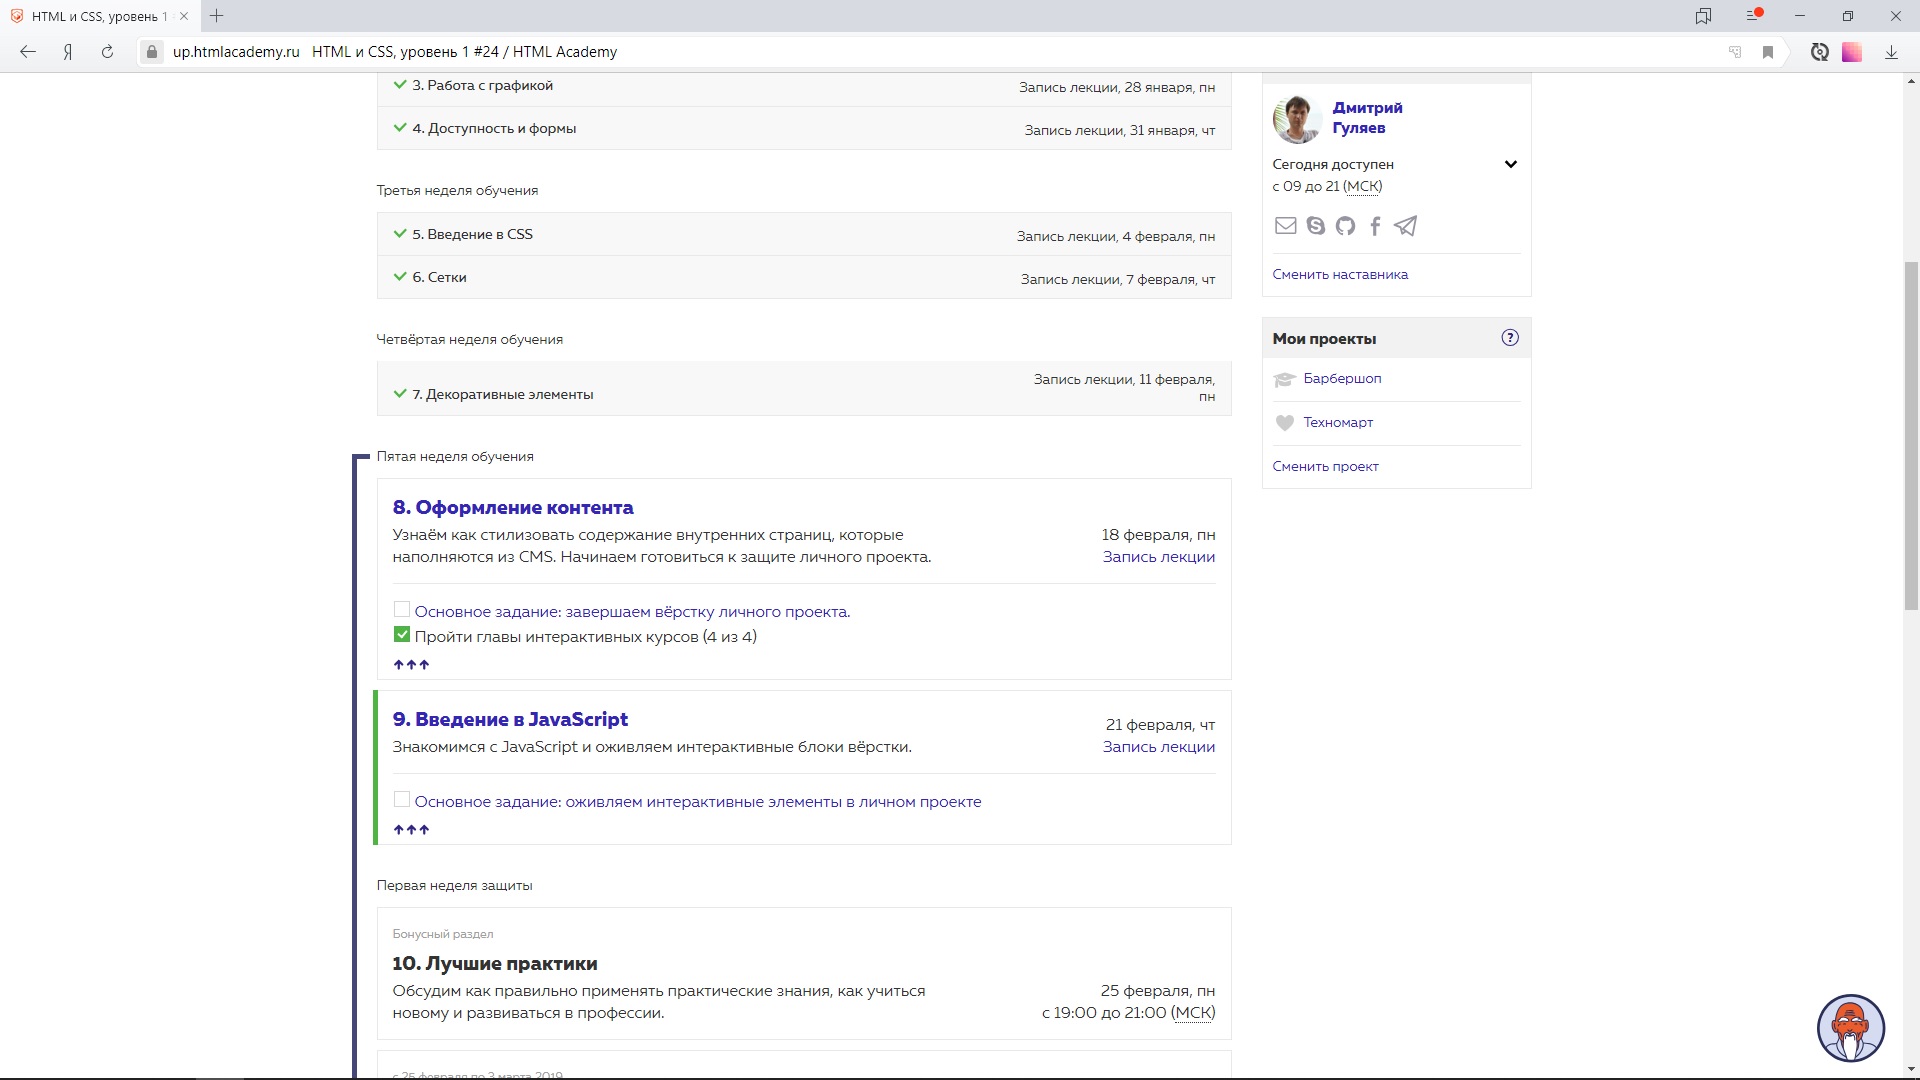 HTML и CSS, уровень 1
up.htmlacademy.ru HTML и CSS, уровень 1 #24 / HTML Academy
3. Работа с графикой
Запись лекции, 28 января, пн
4. Доступность и формы
Запись лекции, 31 января, чт
Третья неделя обучения
5. Введение в CSS
Запись лекции, 4 февраля, пн
6. Сетки
Запись лекции, 7 февраля, чт
Четвёртая неделя обучения
7. Декоративные элементы
Запись лекции, 11 февраля,
пн
Пятая неделя обучения
8. Оформление контента
Узнаём как стилизовать содержание внутренних страниц, которые
наполняются из CMS. Начинаем готовиться к защите личного проекта.
18 февраля, пн
Запись лекции
Основное задание: завершаем вёрстку личного проекта.
Пройти главы интерактивных курсов (4 из 4)
9. Введение в JavaScript
Знакомимся с JavaScript и оживляем интерактивные блоки вёрстки.
21 февраля, чт
Запись лекции
Основное задание: оживляем интерактивные элементы в личном проекте
Первая неделя защиты
Бонусный раздел
10. Лучшие практики
Обсудим как правильно применять практические знания, как учиться
новому и развиваться в профессии.
25 февраля, пн
с 19:00 до 21:00 (МСК)
с 25 февраля по 3 марта 2019
Дмитрий
Гуляев
Сегодня доступен
с 09 до 21 (МСК)
Сменить наставника
Мои проекты
?
Барбершоп
Техномарт
Сменить проект